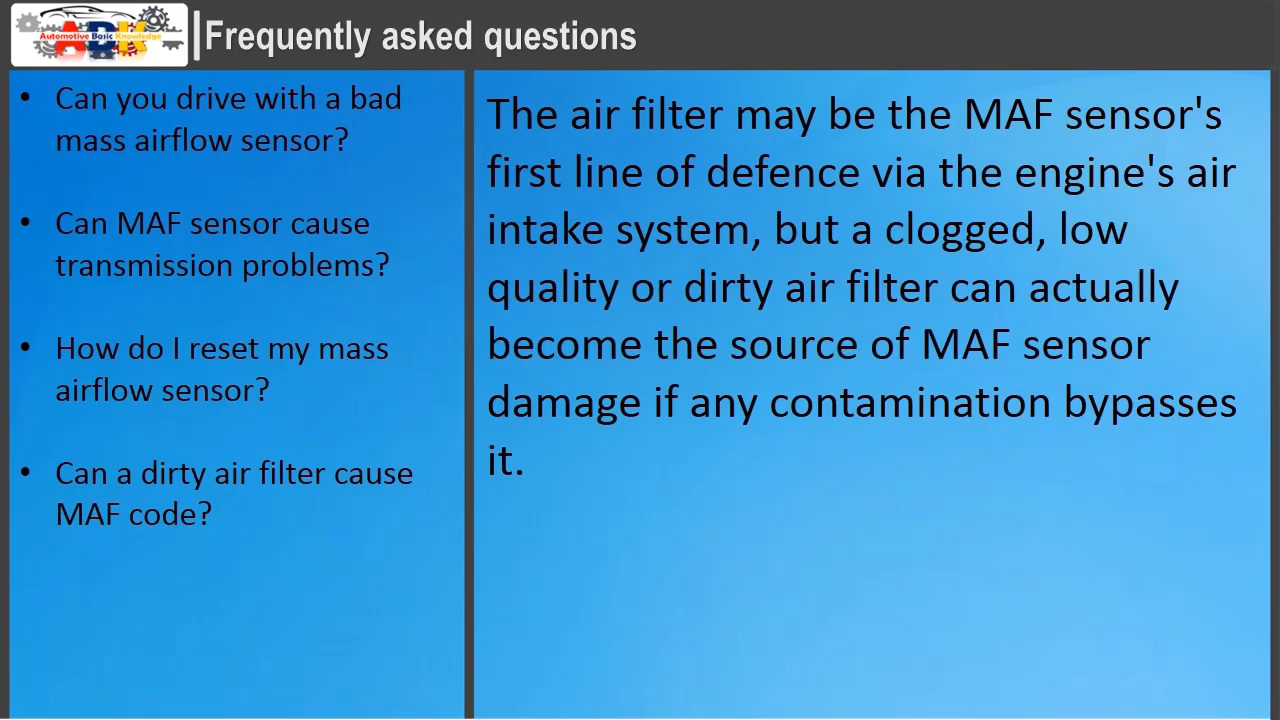 Automotive Basic Knowledge
ABK
Frequently asked questions
• Can you drive with a bad
mass airflow sensor?
• Can MAF sensor cause
transmission problems?
• How do I reset my mass
airflow sensor?
• Can a dirty air filter cause
MAF code?
The air filter may be the MAF sensor's
first line of defence via the engine's air
intake system, but a clogged, low
quality or dirty air filter can actually
become the source of MAF sensor
damage if any contamination bypasses
it.